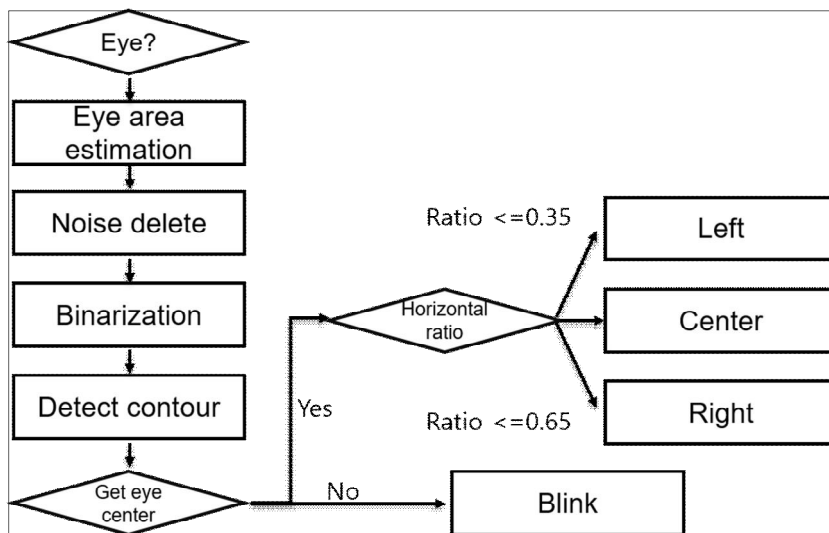 Eye?
Eye area
estimation
Noise delete
Binarization
Detect contour
Get eye
center
Yes
No
Horizontal
ratio
Ratio <=0.35
Ratio <=0.65
Left
Center
Right
Blink